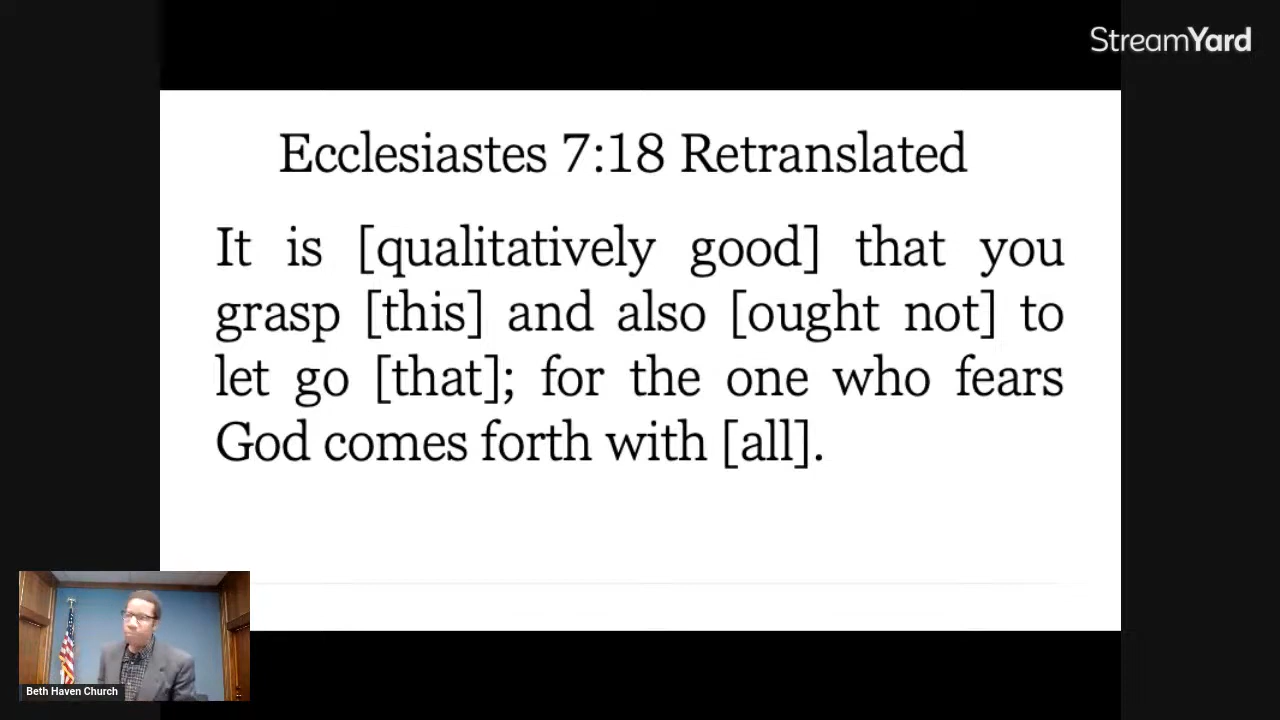 StreamYard
Ecclesiastes 7:18 Retranslated
It is [qualitatively good] that you
grasp [this] and also [ought not] to
let go [that]; for the one who fears
God comes forth with [all].
Beth Haven Church